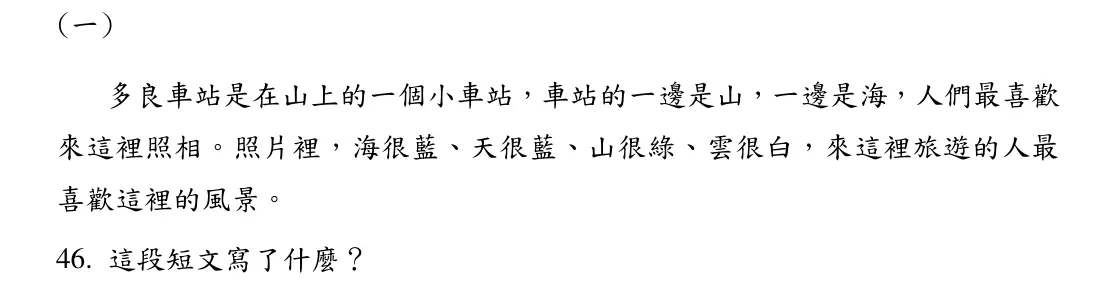 (一)
多良車站是在山上的一個小車站，車站的一邊是山，一邊是海，人們最喜歡
來這裡照相。照片裡，海很藍、天很藍、山很綠、雲很白，來這裡旅遊的人最
喜歡這裡的風景。
46. 這段短文寫了什麼？